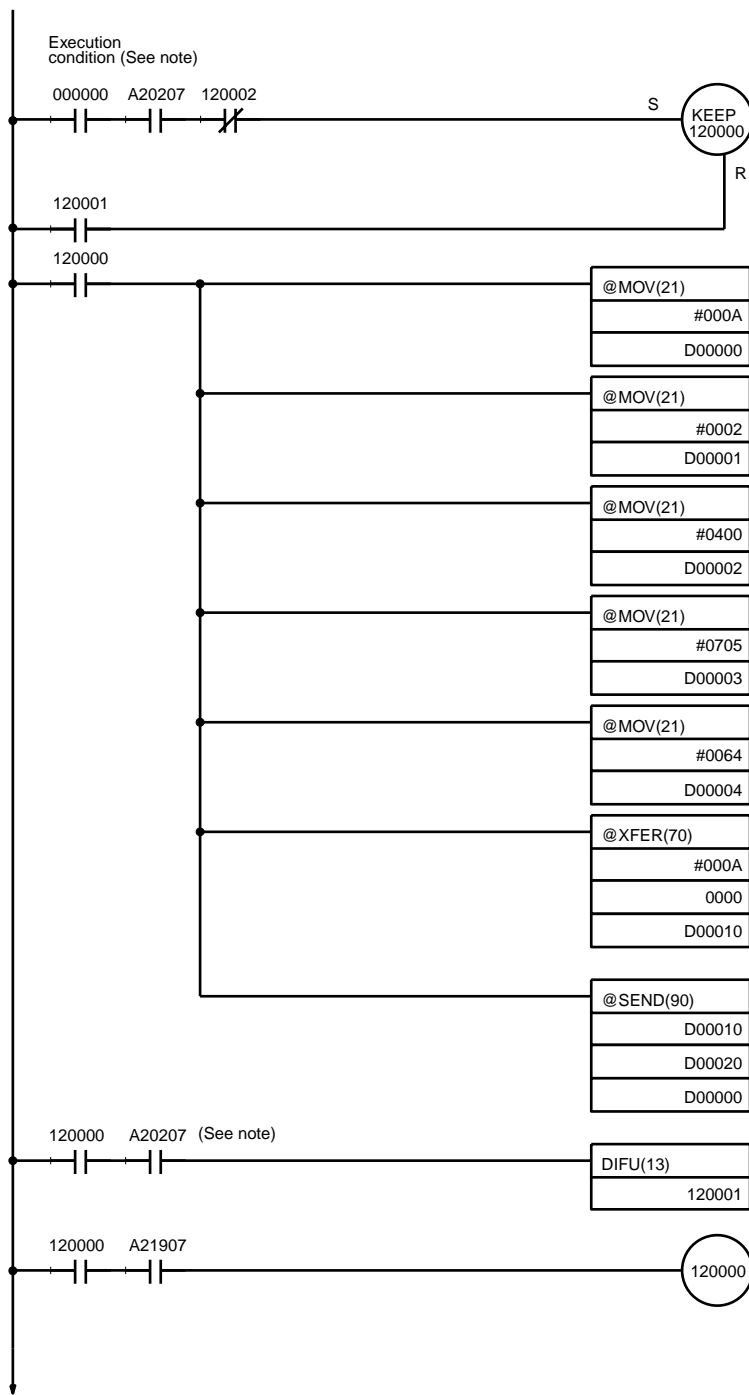 Execution
condition (See note)
000000 A20207 120002
S
KEEP
120000
R
120001
120000
@MOV(21)
#000A
D00000
@MOV(21)
#0002
D00001
@MOV(21)
#0400
D00002
@MOV(21)
#0705
D00003
@MOV(21)
#0064
D00004
@XFER(70)
#000A
0000
D00010
@SEND(90)
D00010
D00020
D00000
120000 A20207 (See note)
DIFU(13)
120001
120000 A21907
120000